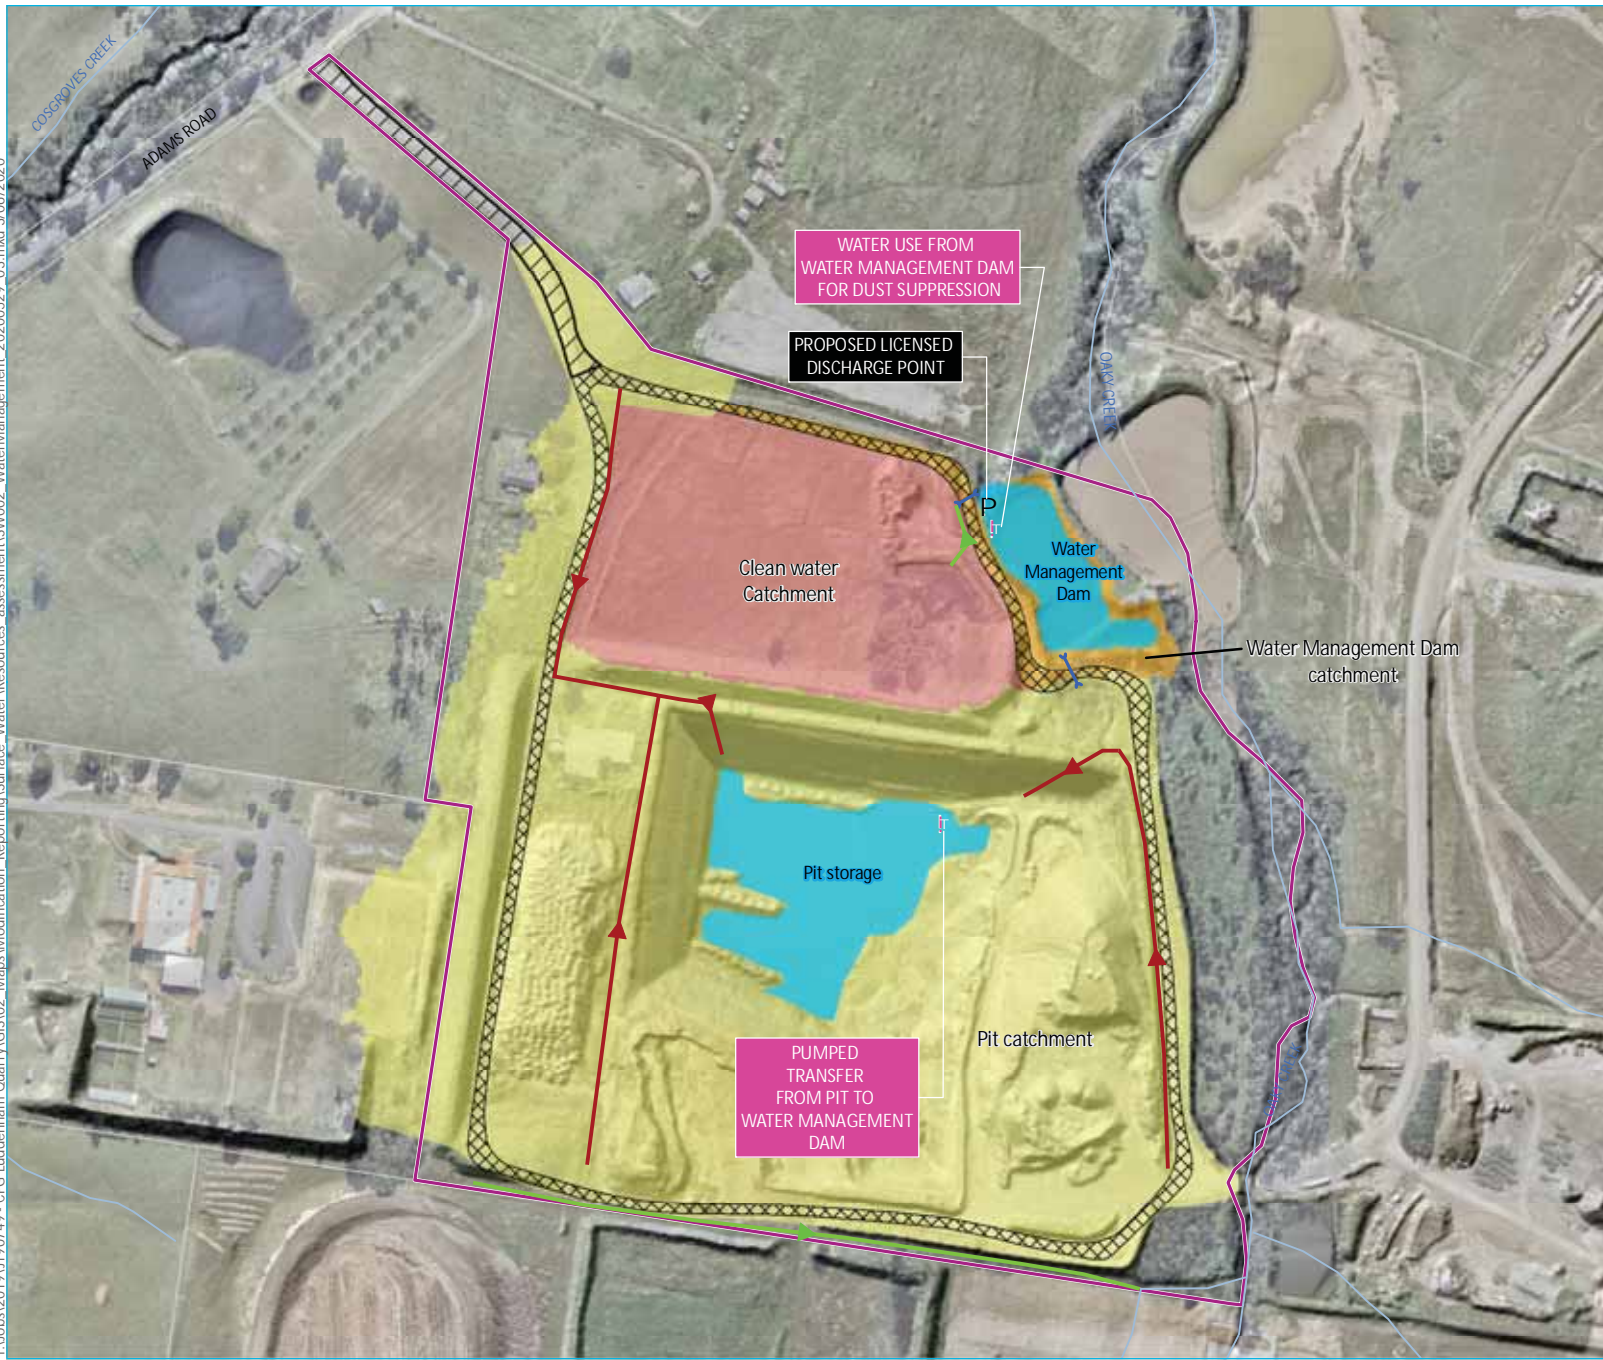 COSGROVES CREEK
ADAMS ROAD
WATER USE FROM
WATER MANAGEMENT DAM
FOR DUST SUPPRESSION
PROPOSED LICENSED
DISCHARGE POINT
OAKY CREEK
P
Water
Management
Dam
Clean water
Catchment
Water Management Dam
catchment
Pit storage
Pit catchment
PUMPED
TRANSFER
FROM PIT TO
WATER MANAGEMENT
DAM